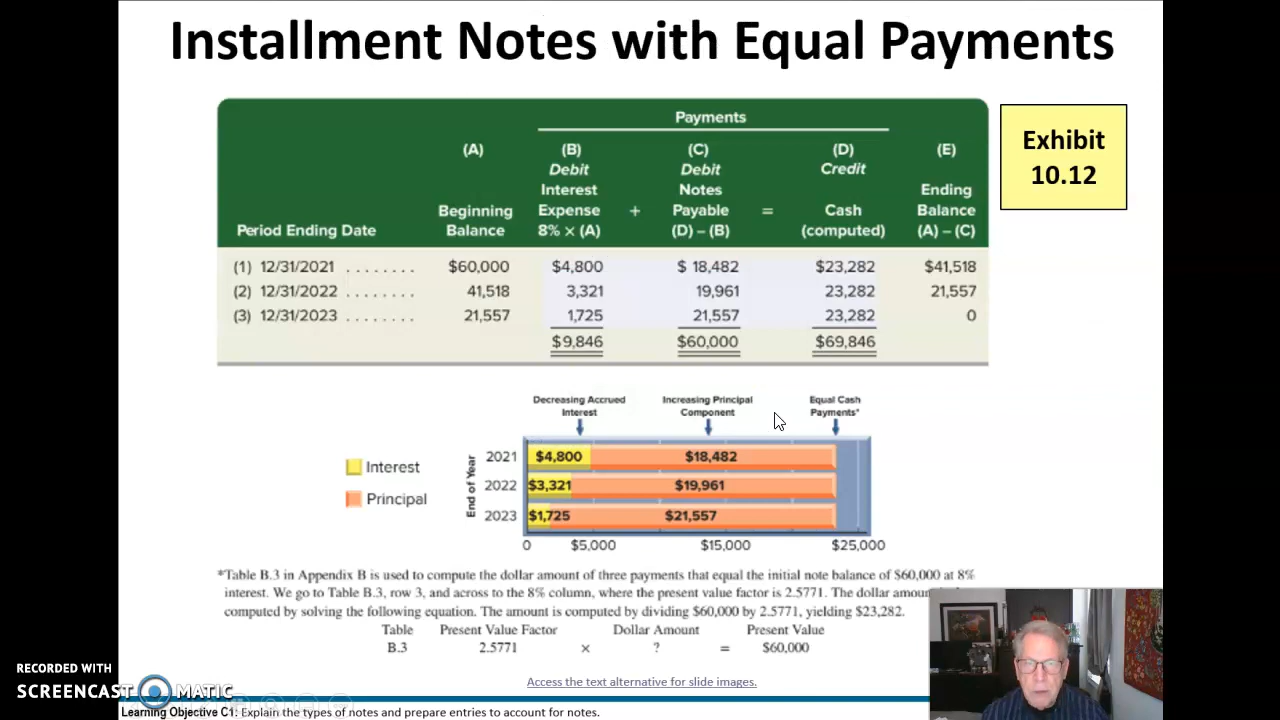 Installment Notes with Equal Payments
Exhibit
10.12
Payments
(A) (B) (C) (D) (E)
Debit Debit Credit
Interest Notes Ending
Beginning Expense + Payable = Cash Balance
Period Ending Date Balance 8% × (A) (D) – (B) (computed) (A) – (C)
(1) 12/31/2021 ........ $60,000 $4,800 $ 18,482 $23,282 $41,518
(2) 12/31/2022 ........ 41,518 3,321 19,961 23,282 21,557
(3) 12/31/2023 ........ 21,557 1,725 21,557 23,282 0
$9,846 $60,000 $69,846
Decreasing Accrued Increasing Principal Equal Cash
Interest Component Payments*
Interest
Principal
End of Year
2021 $4,800 $18,482
2022 $3,321 $19,961
2023 $1,725 $21,557
0 $5,000 $15,000 $25,000
*Table B.3 in Appendix B is used to compute the dollar amount of three payments that equal the initial note balance of $60,000 at 8%
interest. We go to Table B.3, row 3, and across to the 8% column, where the present value factor is 2.5771. The dollar
computed by solving the following equation. The amount is computed by dividing $60,000 by 2.5771, yielding $23,282.
Table Present Value Factor Dollar Amount Present Value
B.3 2.5771 × ? = $60,000
Access the text alternative for slide images.
RECORDED WITH
SCREENCAST MATIC
Learning Objective C1: Explain the types of notes and prepare entries to account for notes.